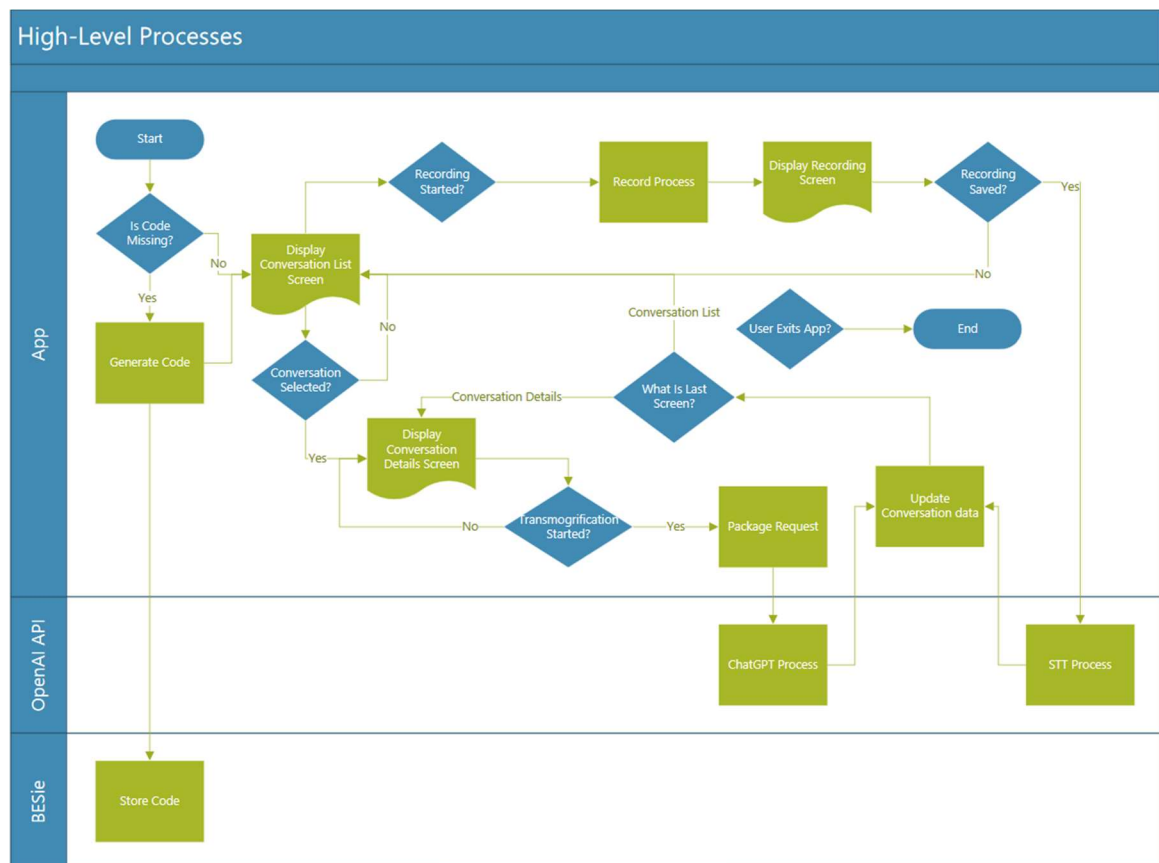 High-Level Processes
App
Start
Is Code
Missing?
No
Yes
Generate Code
Display
Conversation List
Screen
Recording
Started?
Record Process
Display Recording
Screen
Recording
Saved?
Yes
No
Conversation
Selected?
No
Yes
Conversation List
User Exits App?
End
What Is Last
Screen?
Conversation Details
Display
Conversation
Details Screen
Transmogrification
Started?
No
Yes
Package Request
Update
Conversation data
OpenAI API
ChatGPT Process
STT Process
BESie
Store Code